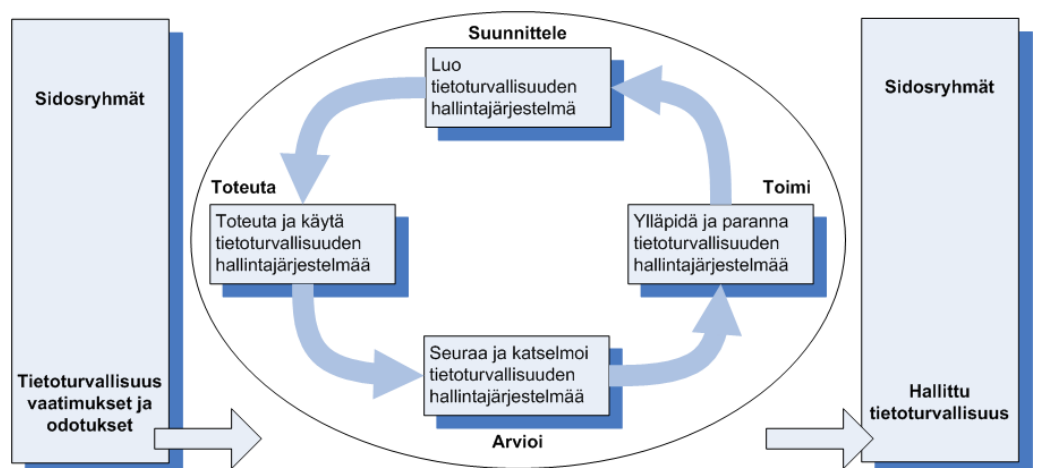 Sidosryhmät
Tietoturvallisuus
vaatimukset ja
odotukset
Suunnittele
Luo
tietoturvallisuuden
hallintajärjestelmä
Toteuta
Toteuta ja käytä
tietoturvallisuuden
hallintajärjestelmää
Toimi
Ylläpidä ja paranna
tietoturvallisuuden
hallintajärjestelmää
Seuraa ja katselmoi
tietoturvallisuuden
hallintajärjestelmää
Arvioi
Sidosryhmät
Hallittu
tietoturvallisuus